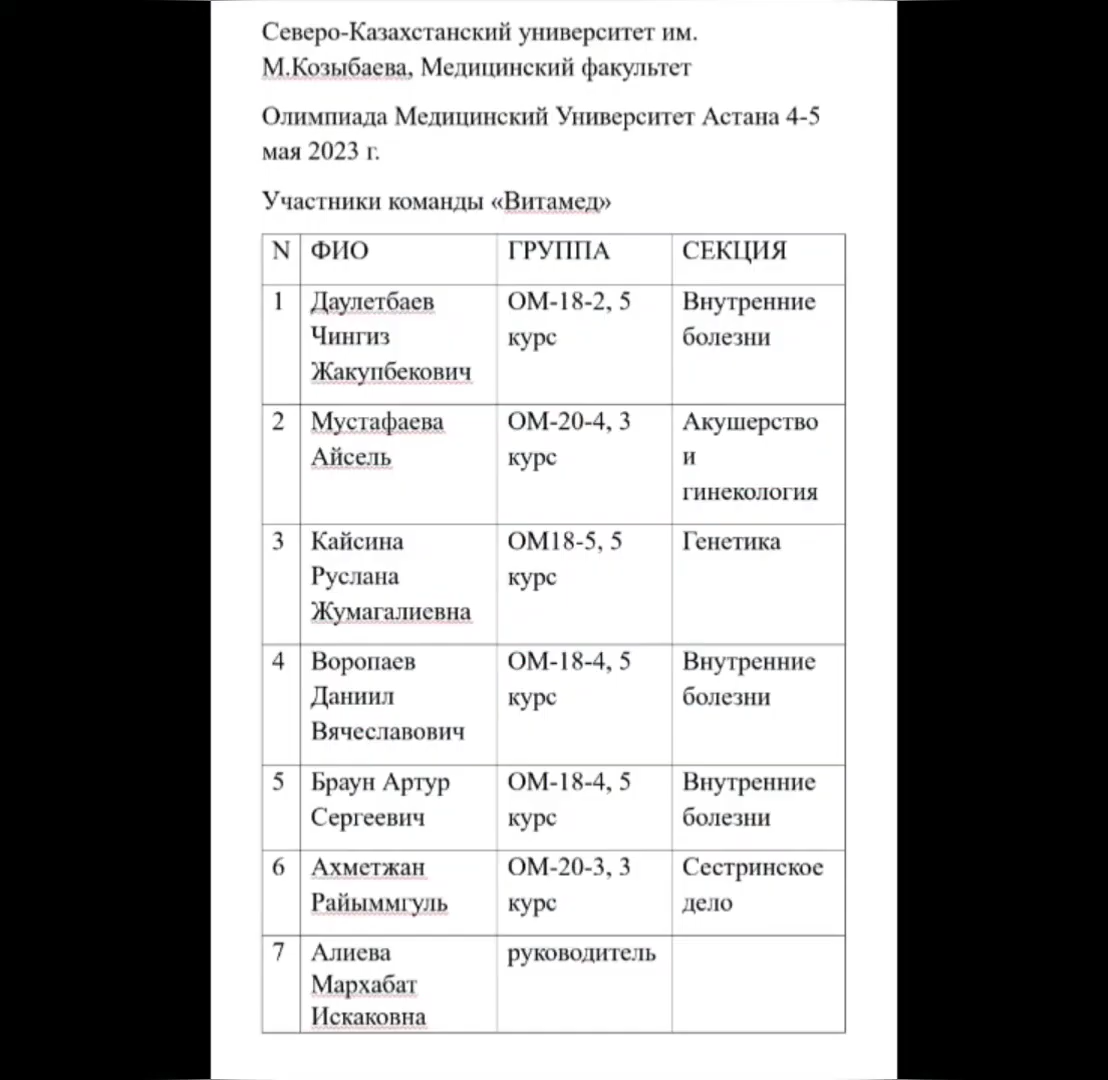 Северо-Казахстанский университет им.
М.Козыбаева, Медицинский факультет
Олимпиада Медицинский Университет Астана 4-5
мая 2023 г.
Участники команды «Витамед»
N ФИО ГРУППА СЕКЦИЯ
1 Даулетбаев ОМ-18-2, 5 Внутренние
Чингиз курс болезни
Жакупбекович
2 Мустафаева ОМ-20-4, 3 Акушерство
Айсель курс и
гинекология
3 Кайсина ОМ18-5, 5 Генетика
Руслана курс
Жумагалиевна
4 Воропаев ОМ-18-4, 5 Внутренние
Даниил курс болезни
Вячеславович
5 Браун Артур ОМ-18-4, 5 Внутренние
Сергеевич курс болезни
6 Ахметжан ОМ-20-3, 3 Сестринское
Райыммгуль курс дело
7 Алиева руководитель
Мархабат
Искаковна